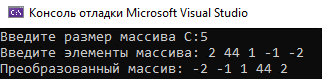 Консоль отладки Microsoft Visual Studio
Введите размер массива C:5
Введите элементы массива: 2 44 1 -1 -2
Преобразованный массив: -2 -1 1 44 2